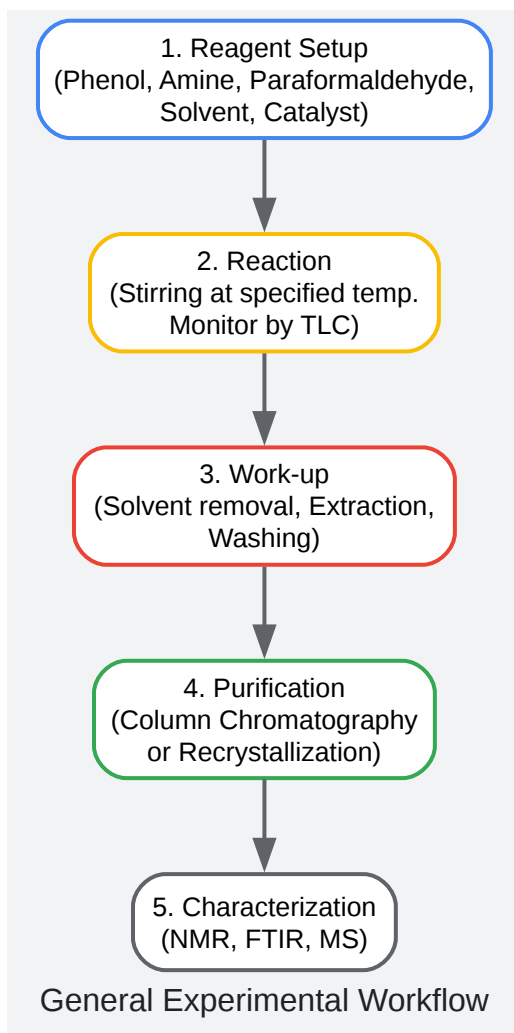 1. Reagent Setup
(Phenol, Amine, Paraformaldehyde,
Solvent, Catalyst)
2. Reaction
(Stirring at specified temp.
Monitor by TLC)
3. Work-up
(Solvent removal, Extraction,
Washing)
4. Purification
(Column Chromatography
or Recrystallization)
5. Characterization
(NMR, FTIR, MS)
General Experimental Workflow